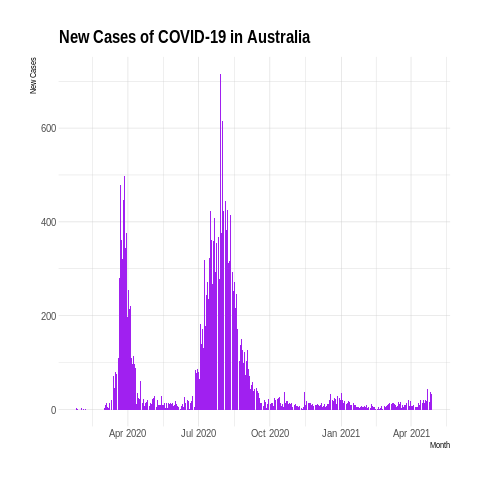 New Cases of COVID-19 in Australia
New Cases
600
400
200
0
Apr 2020 Jul 2020 Oct 2020 Jan 2021 Apr 2021
Month